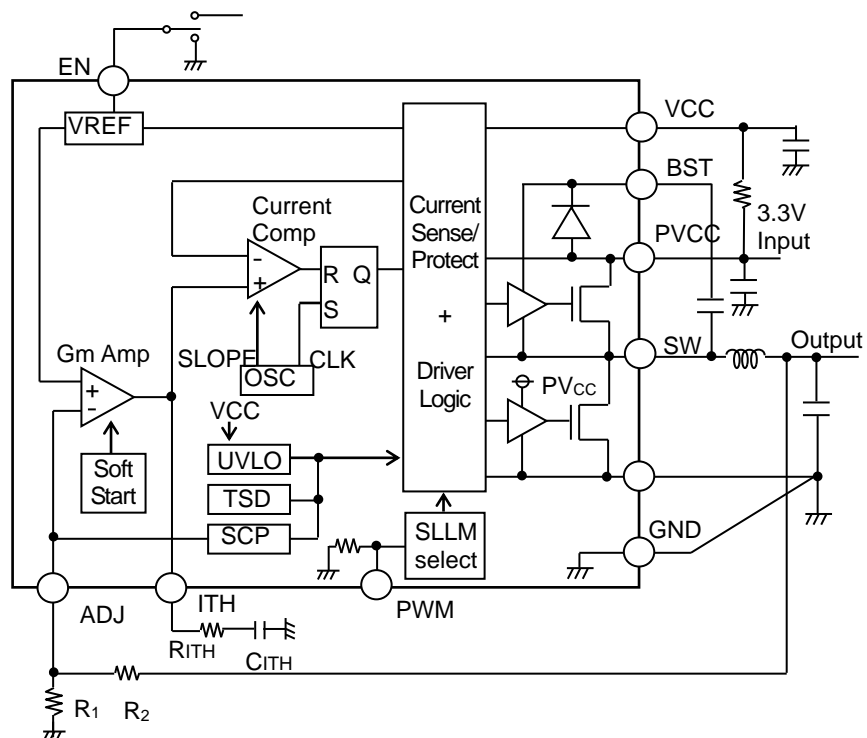 EN
VREF
VCC
BST
Current
Comp
-
+
R Q
S
Current
Sense/
Protect
+
Driver
Logic
3.3V
Input
PVCC
Gm Amp
+
-
SLOPE
OSC
CLK
SW
Output
PVCC
VCC
Soft
Start
UVLO
TSD
SCP
SLLM
select
GND
ADJ
ITH
PWM
RITH
CITH
R1
R2